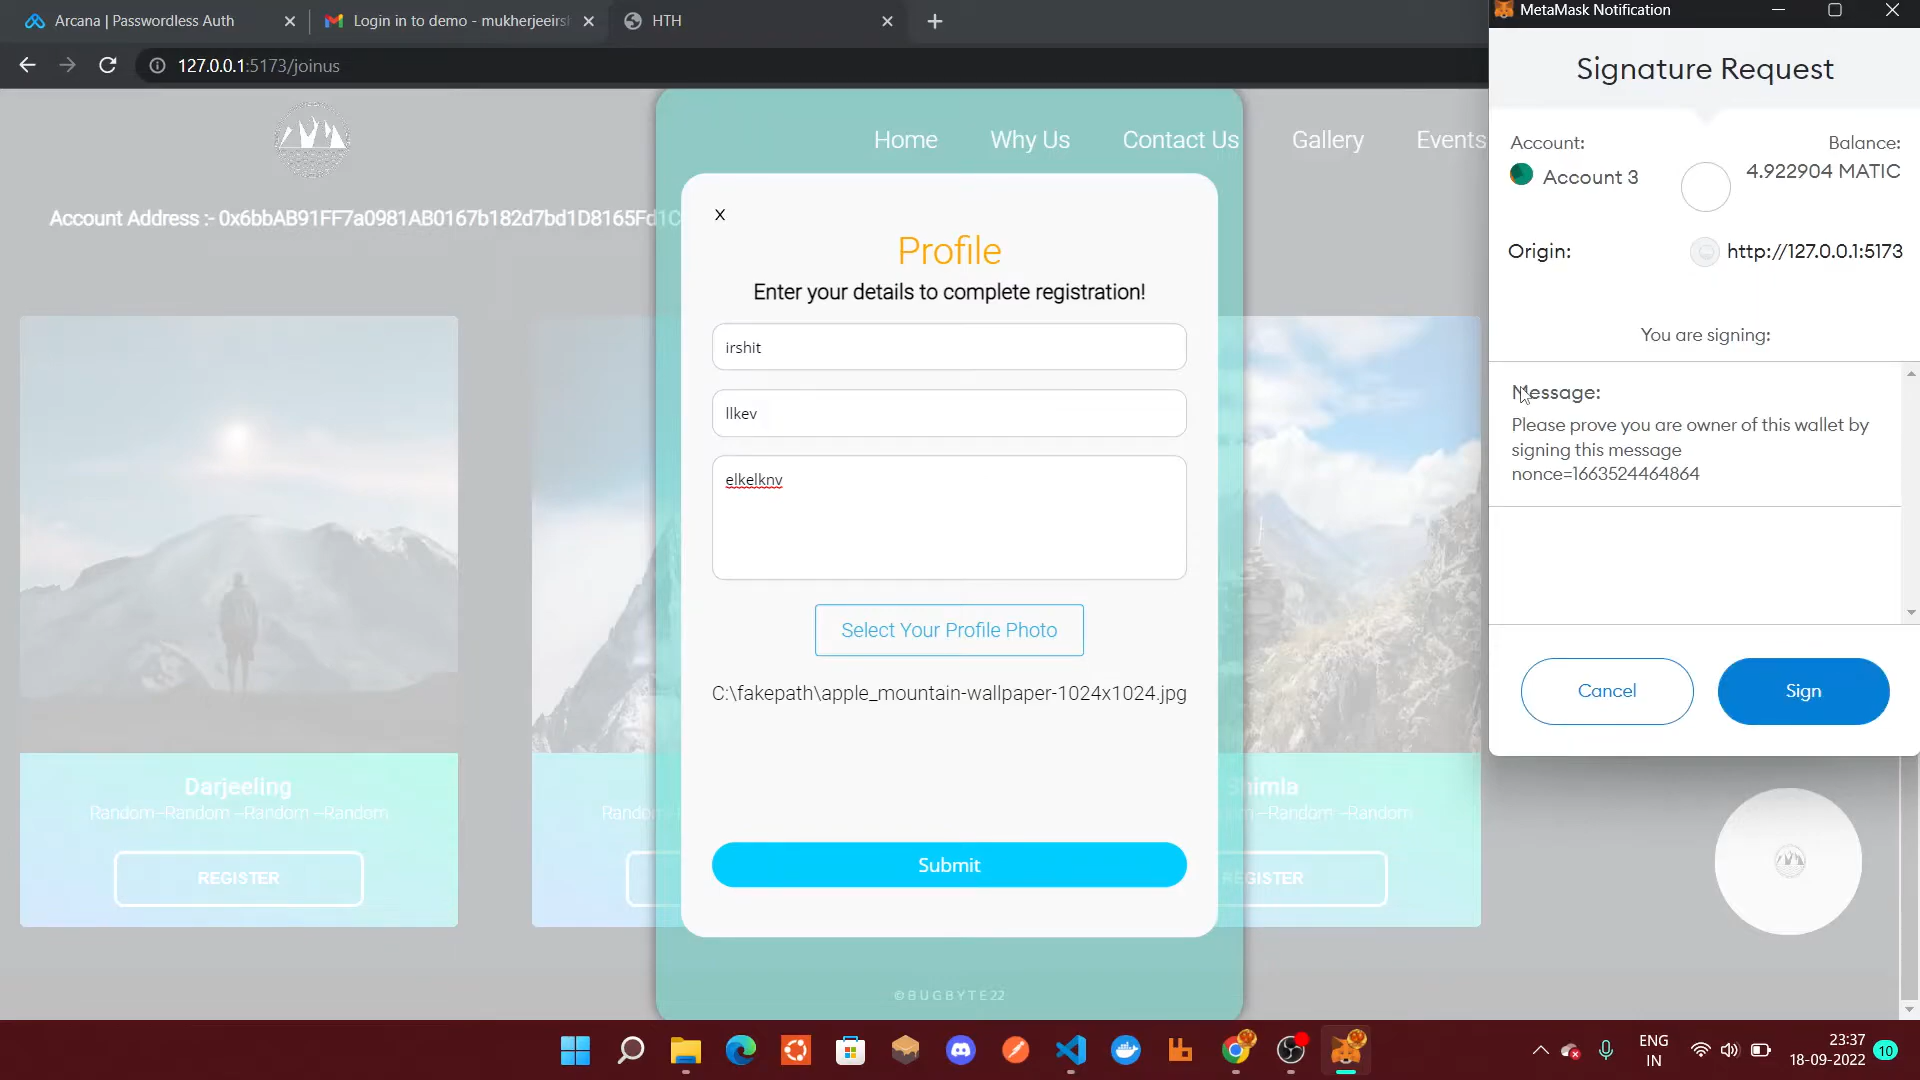 Arcana | Passwordless Auth
Login in to demo - mukherjeeirsh
HTH
127.0.0.1:5173/joinus
Home
Why Us
Contact Us
Gallery
Events
Account Address :- 0x6bbAB91FF7a0981AB0167b182d7bd1D8165Fd1C
X
Profile
Enter your details to complete registration!
irshit
llkev
elkelknv
Select Your Profile Photo
C:\fakepath\apple_mountain-wallpaper-1024x1024.jpg
Submit
©BUGBYTE22
Darjeeling
Random-Random -Random -Random
REGISTER
Random
Shimla
-Random -Random
REGISTER
MetaMask Notification
Signature Request
Account:
Balance:
Account 3
4.922904 MATIC
Origin:
http://127.0.0.1:5173
You are signing:
Message:
Please prove you are owner of this wallet by
signing this message
nonce=1663524464864
Cancel
Sign
ENG
IN
23:37
18-09-2022
10